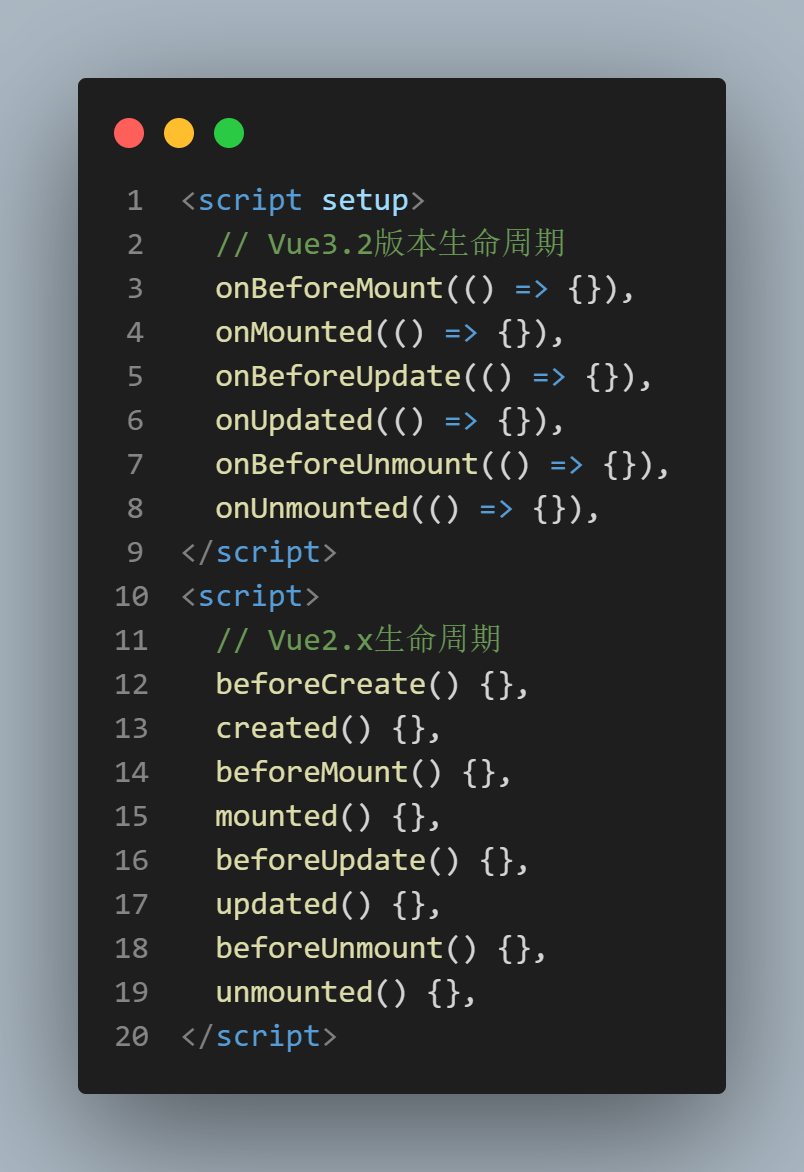 1 <script setup>
2 // Vue3.2版本生命周期
3 onBeforeMount(() => {}),
4 onMounted(() => {}),
5 onBeforeUpdate(() => {}),
6 onUpdated(() => {}),
7 onBeforeUnmount(() => {}),
8 onUnmounted(() => {}),
9 </script>
10 <script>
11 // Vue2.x生命周期
12 beforeCreate() {},
13 created() {},
14 beforeMount() {},
15 mounted() {},
16 beforeUpdate() {},
17 updated() {},
18 beforeUnmount() {},
19 unmounted() {},
20 </script>